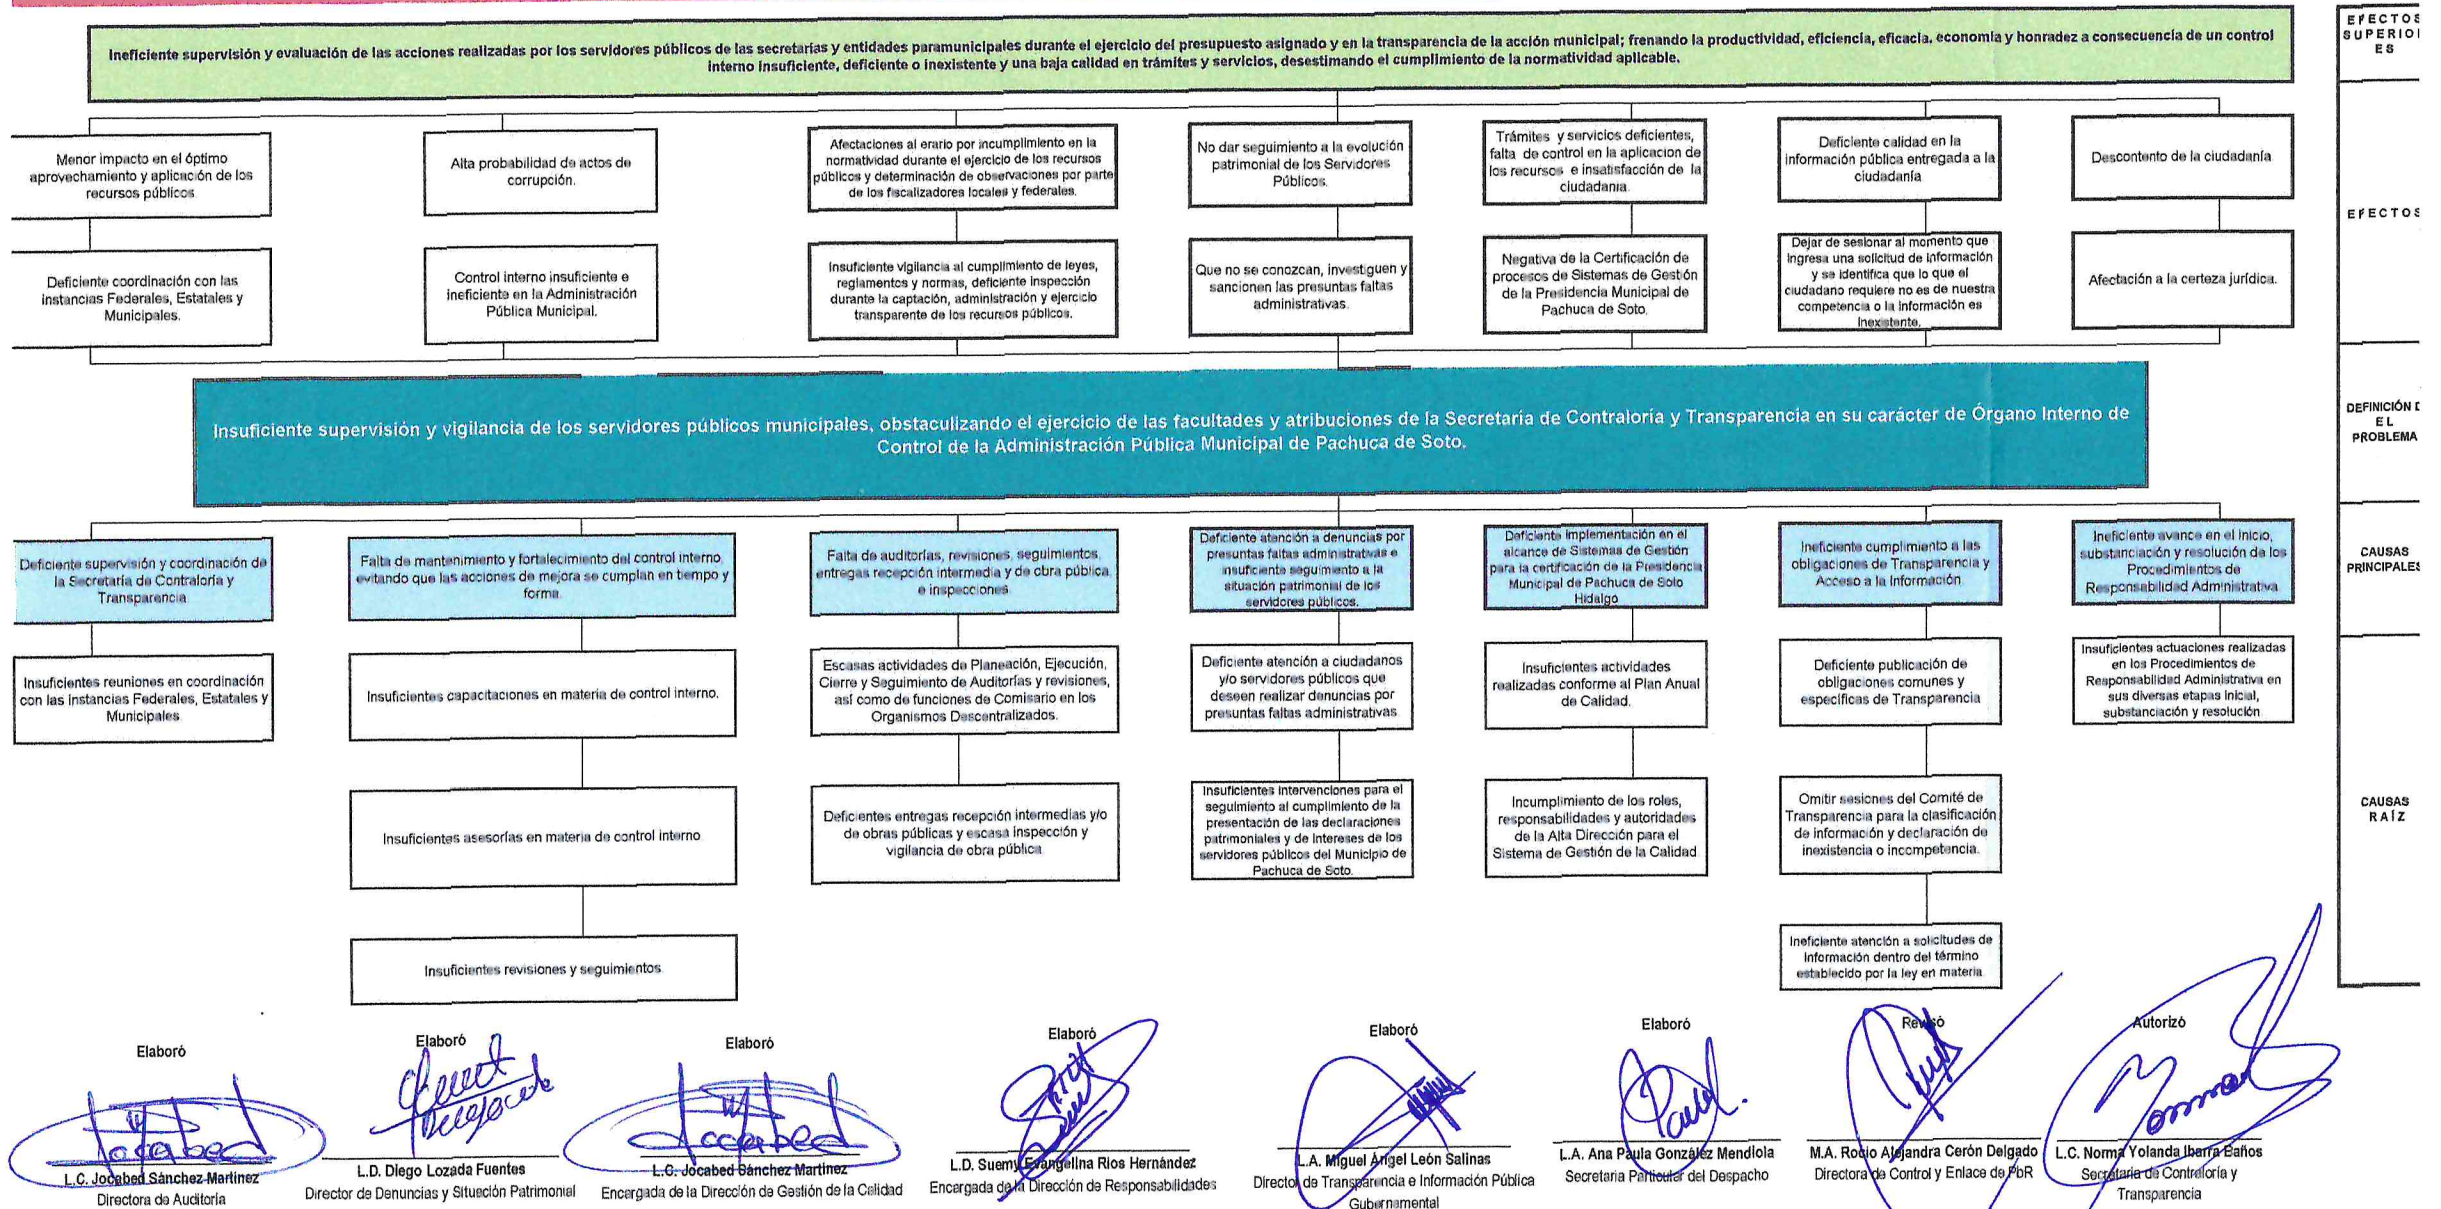 Ineficiente supervisión y evaluación de las acciones realizadas por los servidores públicos de las secretarias y entidades paramunicipales durante el ejercicio del presupuesto asignado y en la transparencia de la acción municipal; frenando la productividad, eficiencia, eficacia, economía y honradez a consecuencia de un control
interno insuficiente, deficiente o inexistente y una baja calidad en trámites y servicios, desestimando el cumplimiento de la normatividad aplicable.
EFECTOS
SUPERIOR
ES
Menor impacto en el óptimo
aprovechamiento y aplicación de los
recursos públicos
Alta probabilidad de actos de
corrupción.
Afectaciones al erario por incumplimiento en la
normatividad durante el ejercicio de los recursos
públicos y determinación de observaciones por parte
de los fiscalizadores locales y federales.
No dar seguimiento a la evolución
patrimonial de los Servidores
Públicos.
Trámites y servicios deficientes,
falta de control en la aplicacion de
los recursos e insatisfacción de la
ciudadania.
Deficiente calidad en la
información pública entregada a la
ciudadanía
Descontento de la ciudadanía
EFECTOS
Deficiente coordinación con las
instancias Federales, Estatales y
Municipales.
Control interno insuficiente e
ineficiente en la Administración
Pública Municipal.
Insuficiente vigilancia al cumplimiento de leyes,
reglamentos y normas, deficiente inspección
durante la captación, administración y ejercicio
transparente de los recursos públicos.
Que no se conozcan, investiguen y
sancionen las presuntas faltas
administrativas.
Negativa de la Certificación de
procesos de Sistemas de Gestión
de la Presidencia Municipal de
Pachuca de Soto.
Dejar de sesionar al momento que
ingresa una solicitud de información
y se identifica que lo que el
ciudadano requiere no es de nuestra
competencia o la información es
inexistente.
Afectación a la certeza jurídica.
Insuficiente supervisión y vigilancia de los servidores públicos municipales, obstaculizando el ejercicio de las facultades y atribuciones de la Secretaria de Contraloría y Transparencia en su carácter de Órgano Interno de
Control de la Administración Pública Municipal de Pachuca de Soto.
DEFINICIÓN D
EL
PROBLEMA
Deficiente supervisión y coordinación de
la Secretaría de Contraloría y
Transparencia
Falta de mantenimiento y fortalecimiento del control interno
evitando que las acciones de mejora se cumplan en tiempo y
forma.
Falta de auditorías, revisiones, seguimientos,
entregas recepción intermedia y de obra pública
e inspecciones
Deficiente atención a denuncias por
presuntas faltas administrativas e
insuficiente seguimiento a la
situación patrimonial de los
servidores públicos.
Deficiente implementación en el
alcance de Sistemas de Gestión
para la certificación de la Presidencia
Municipal de Pachuca de Soto
Hidalgo
Ineficiente cumplimiento a las
obligaciones de Transparencia y
Acceso a la Información
Ineficiente avance en el Inicio,
substanciación y resolución de los
Procedimientos de
Responsabilidad Administrativa
CAUSAS
PRINCIPALES
Insuficientes reuniones en coordinación
con las instancias Federales, Estatales y
Municipales
Insuficientes capacitaciones en materia de control interno.
Escasas actividades de Planeación, Ejecución,
Cierre y Seguimiento de Auditorías y revisiones,
así como de funciones de Comisario en los
Organismos Descentralizados.
Deficiente atención a ciudadanos
y/o servidores públicos que
deseen realizar denuncias por
presuntas faltas administrativas
Insuficientes actividades
realizadas conforme al Plan Anual
de Calidad.
Deficiente publicación de
obligaciones comunes y
específicas de Transparencia
Insuficientes actuaciones realizadas
en los Procedimientos de
Responsabilidad Administrativa en
sus diversas etapas Inicial,
substanciación y resolución
Insuficientes asesorías en materia de control interno
Deficientes entregas recepción intermedias y/o
de obras públicas y escasa inspección y
vigilancia de obra pública
Insuficientes intervenciones para el
seguimiento al cumplimiento de la
presentación de las declaraciones
patrimoniales y de Intereses de los
servidores públicos del Municipio de
Pachuca de Soto.
Incumplimiento de los roles,
responsabilidades y autoridades
de la Alta Dirección para el
Sistema de Gestión de la Calidad
Omitir sesiones del Comité de
Transparencia para la clasificación
de información y declaración de
inexistencia o incompetencia.
CAUSAS
RAÍZ
Insuficientes revisiones y seguimientos
Ineficiente atención a solicitudes de
Información dentro del término
establecido por la ley en materia
Elaboró
Elaboró
Elaboró
Elaboró
Elaboró
Elaboró
Revisó
Autorizó
Jocabed
Jocabed
L.C. Jocabed Sánchez Martinez
Directora de Auditoría
L.D. Diego Lozada Fuentes
Director de Denuncias y Situación Patrimonial
L.C. Jocabed Sánchez Martinez
Encargada de la Dirección de Gestión de la Calidad
L.D. Suemy Evangelina Rios Hernández
Encargada de la Dirección de Responsabilidades
L.A. Miguel Ángel León Salinas
Director de Transparencia e Información Pública
Gubernamental
L.A. Ana Paula González Mendiola
Secretaria Particular del Despacho
M.A. Rocio Alejandra Cerón Delgado
Directora de Control y Enlace de PbR
L.C. Norma Yolanda Ibarra Baños
Secretaria de Contraloría y
Transparencia